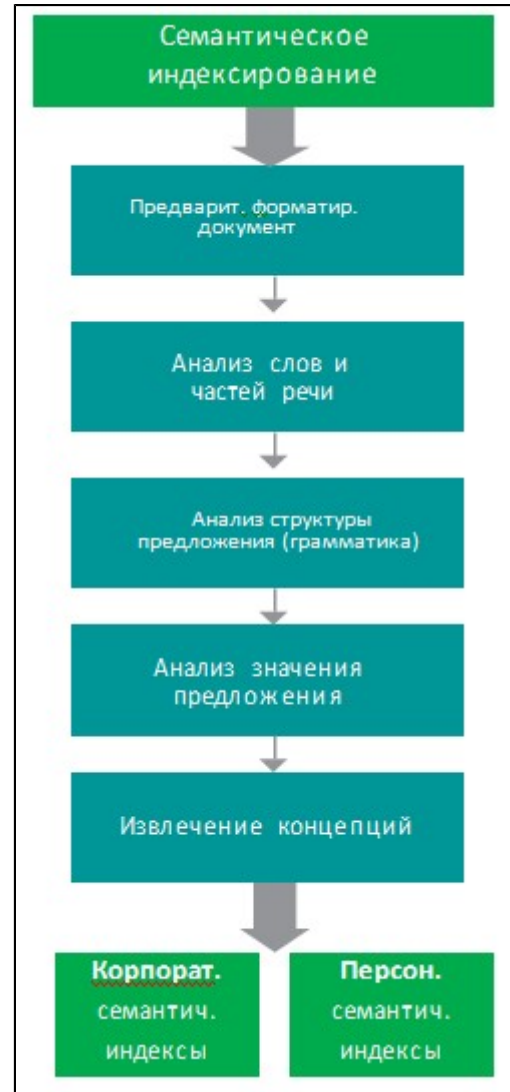 Семантическое
индексирование
Предварит. форматир.
документ
Анализ слов и
частей речи
Анализ структуры
предложения (грамматика)
Анализ значения
предложения
Извлечение концепций
Корпорат.
семантич.
индексы
Персон.
семантич.
индексы